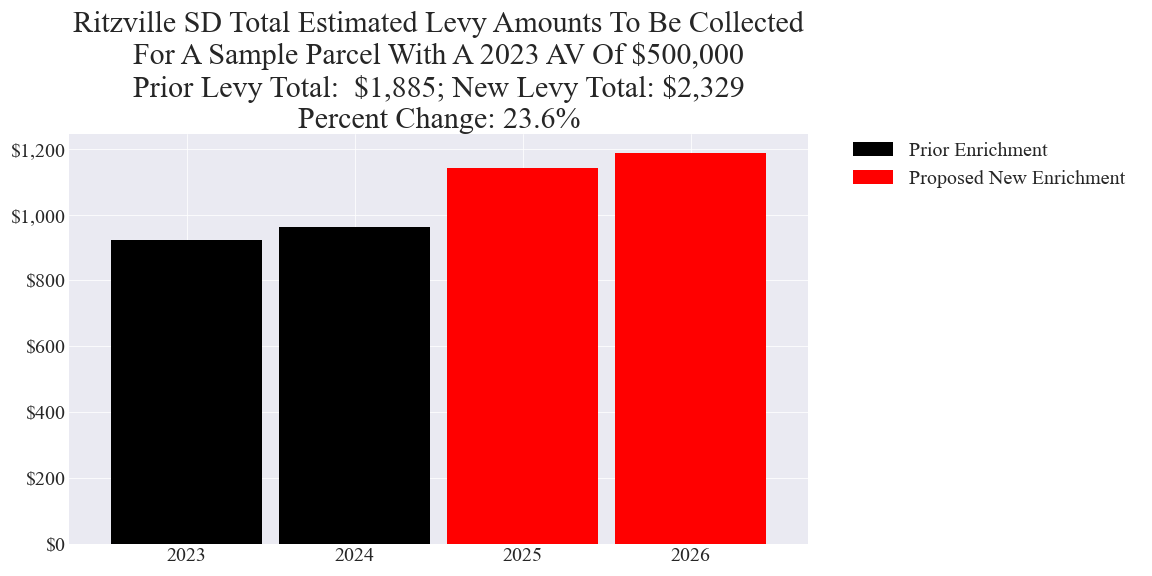 Ritzville SD Total Estimated Levy Amounts To Be Collected
For A Sample Parcel With A 2023 AV Of $500,000
Prior Levy Total:  $1,885; New Levy Total: $2,329
Percent Change: 23.6%
$1,200
$1,000
$800
$600
$400
$200
$0
2023
2024
2025
2026
Prior Enrichment
Proposed New Enrichment